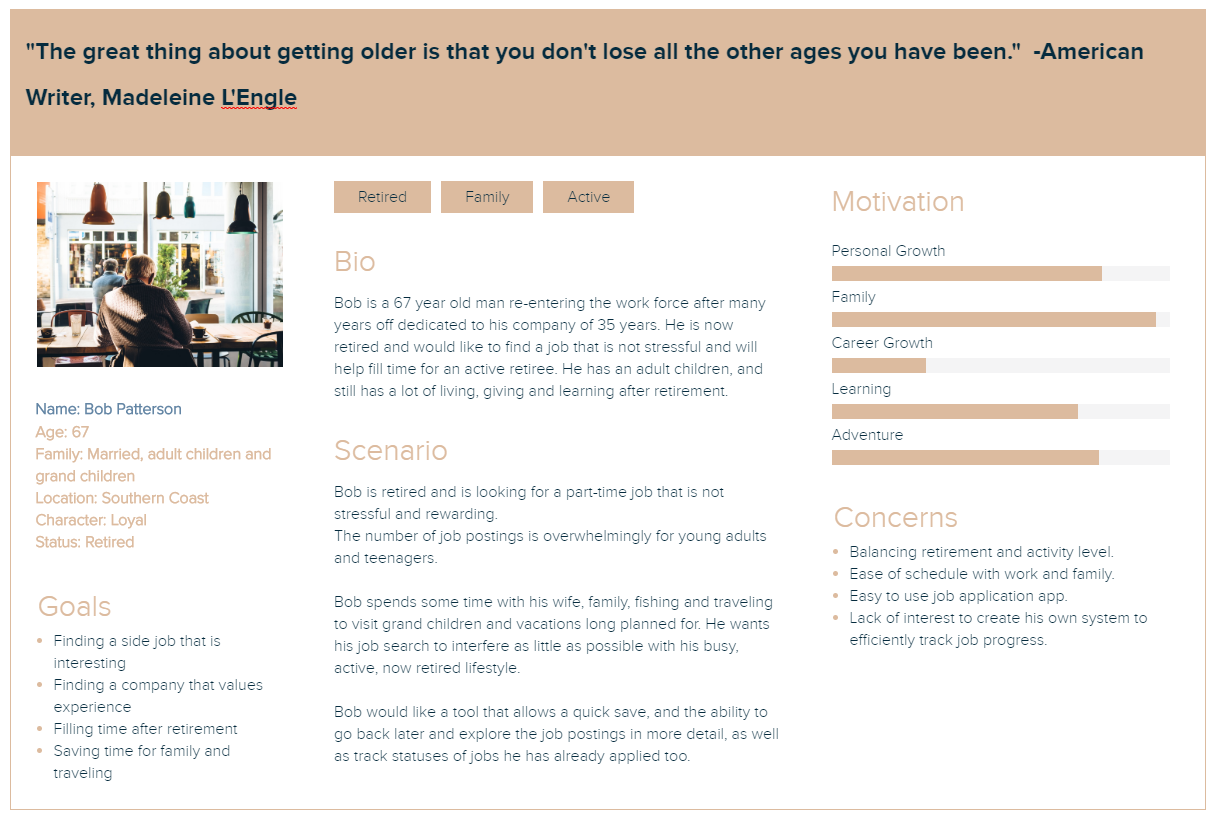 "The great thing about getting older is that you don't lose all the other ages you have been."  -American
Writer, Madeleine L'Engle
Name: Bob Patterson
Age: 67
Family: Married, adult children and
grand children
Location: Southern Coast
Character: Loyal
Status: Retired
Goals
• Finding a side job that is
interesting
• Finding a company that values
experience
• Filling time after retirement
• Saving time for family and
traveling
Retired Family Active
Bio
Bob is a 67 year old man re-entering the work force after many
years off dedicated to his company of 35 years. He is now
retired and would like to find a job that is not stressful and will
help fill time for an active retiree. He has an adult children, and
still has a lot of living, giving and learning after retirement.
Scenario
Bob is retired and is looking for a part-time job that is not
stressful and rewarding.
The number of job postings is overwhelmingly for young adults
and teenagers.
Bob spends some time with his wife, family, fishing and traveling
to visit grand children and vacations long planned for. He wants
his job search to interfere as little as possible with his busy,
active, now retired lifestyle.
Bob would like a tool that allows a quick save, and the ability to
go back later and explore the job postings in more detail, as well
as track statuses of jobs he has already applied too.
Motivation
Personal Growth
Family
Career Growth
Learning
Adventure
Concerns
• Balancing retirement and activity level.
• Ease of schedule with work and family.
• Easy to use job application app.
• Lack of interest to create his own system to
efficiently track job progress.